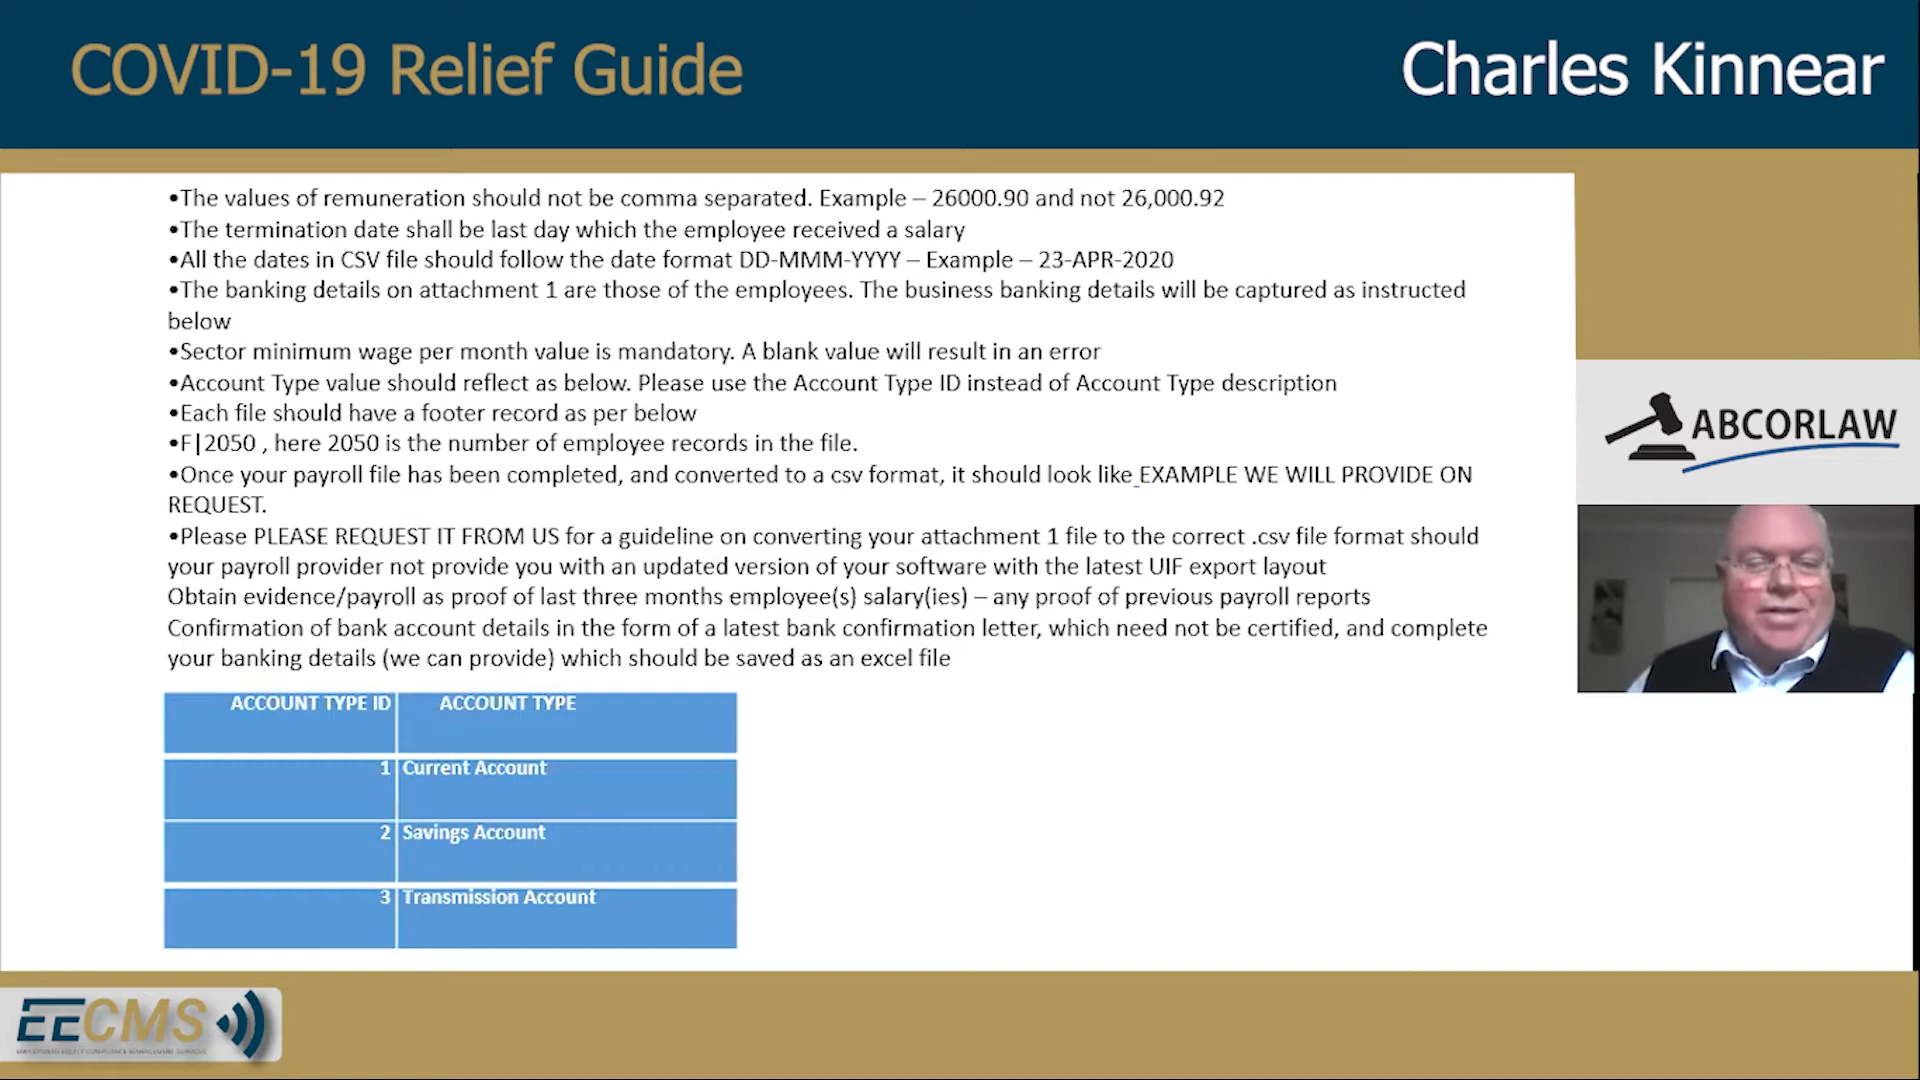 COVID-19 Relief Guide
Charles Kinnear
•The values of remuneration should not be comma separated. Example – 26000.90 and not 26,000.92
•The termination date shall be last day which the employee received a salary
•All the dates in CSV file should follow the date format DD-MMM-YYYY – Example – 23-APR-2020
•The banking details on attachment 1 are those of the employees. The business banking details will be captured as instructed
below
•Sector minimum wage per month value is mandatory. A blank value will result in an error
•Account Type value should reflect as below. Please use the Account Type ID instead of Account Type description
•Each file should have a footer record as per below
•F|2050 , here 2050 is the number of employee records in the file.
•Once your payroll file has been completed, and converted to a csv format, it should look like EXAMPLE WE WILL PROVIDE ON
REQUEST.
•Please PLEASE REQUEST IT FROM US for a guideline on converting your attachment 1 file to the correct .csv file format should
your payroll provider not provide you with an updated version of your software with the latest UIF export layout
Obtain evidence/payroll as proof of last three months employee(s) salary(ies) – any proof of previous payroll reports
Confirmation of bank account details in the form of a latest bank confirmation letter, which need not be certified, and complete
your banking details (we can provide) which should be saved as an excel file
ACCOUNT TYPE ID ACCOUNT TYPE
1 Current Account
2 Savings Account
3 Transmission Account
ABCORLAW
EECMS